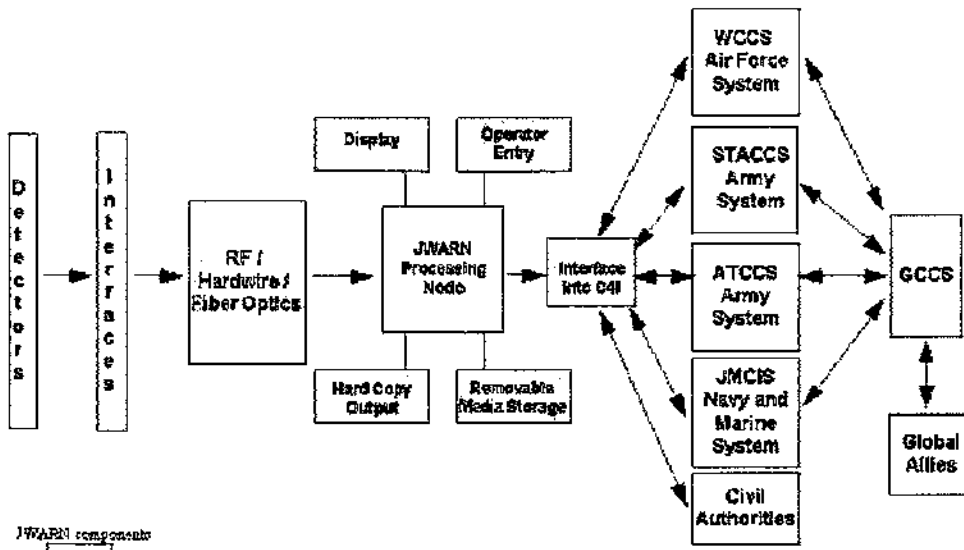 Detectors
Interfaces
RF /
Hardwire /
Fiber Optics
Display
Operator
Entry
JWARN
Processing
Node
Hard Copy
Output
Removable
Media Storage
Interface
into C4I
WCCS
Air Force
System
STACCS
Army
System
ATCCS
Army
System
JMCIS
Navy and
Marine
System
Civil
Authorities
GCCS
Global
Allies
JWARN components